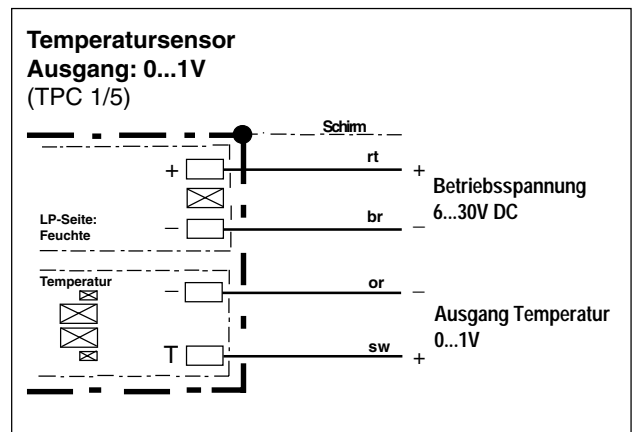 Temperatursensor
Ausgang: 0...1V
(TPC 1/5)
Schirm
+ rt +
Betriebsspannung
6...30V DC
LP-Seite:
Feuchte
– br –
Temperatur
– or –
Ausgang Temperatur
0...1V
T sw +